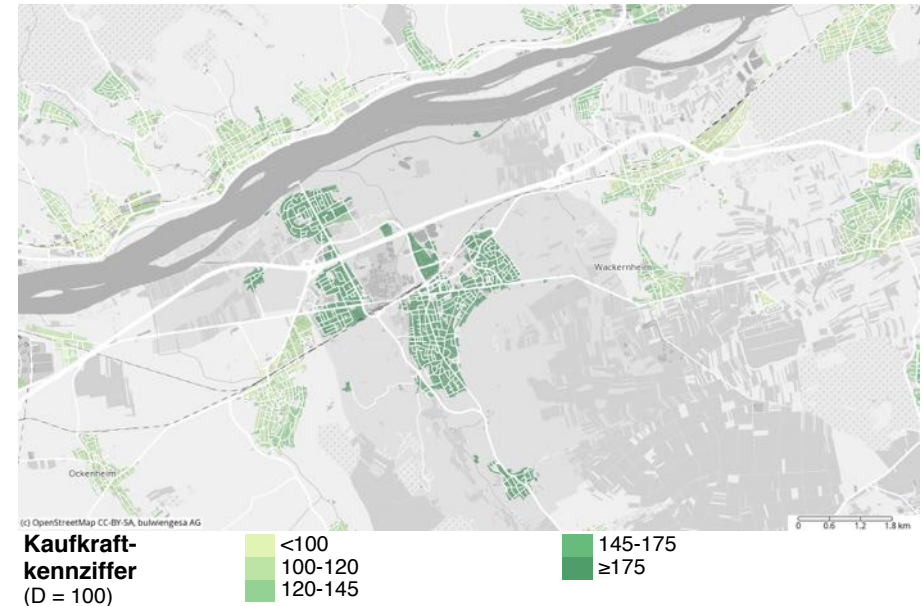 Wackernheim
Ockenheim
(c) OpenStreetMap CC-BY-SA, bulwiengesa AG
0 0.6 1.2 1.8 km
Kaufkraft-
kennziffer
(D = 100)
<100
100-120
120-145
145-175
≥175